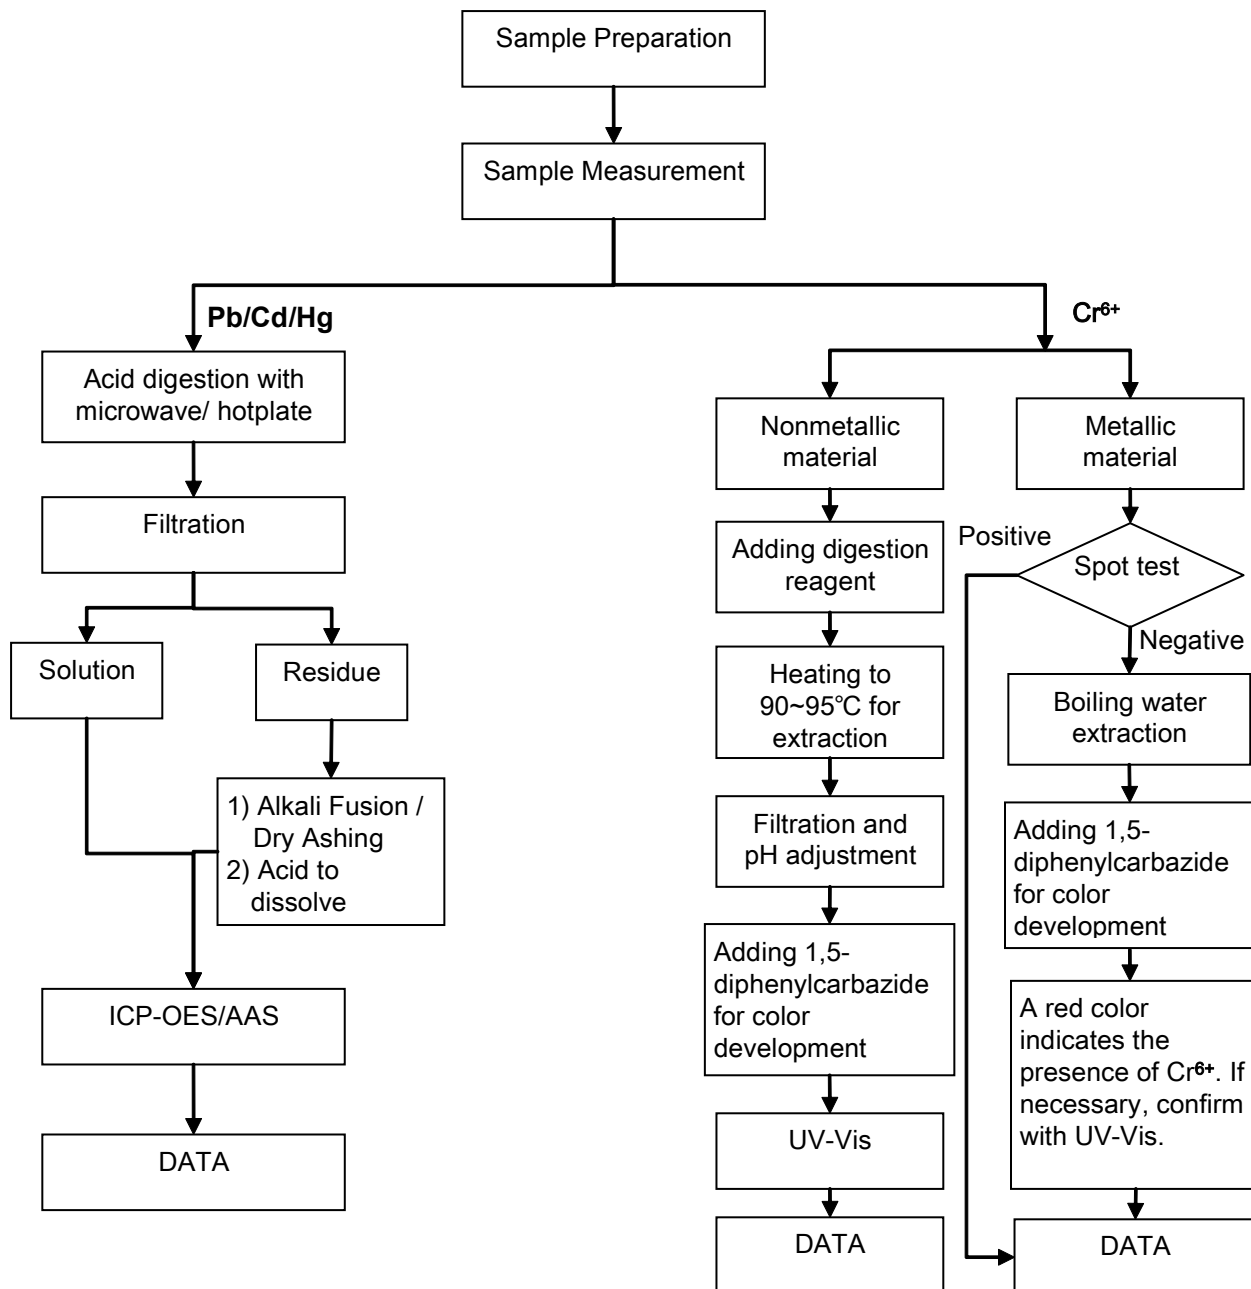 Sample Preparation
Sample Measurement
Pb/Cd/Hg
Acid digestion with
microwave/ hotplate
Filtration
Solution
Residue
1) Alkali Fusion /
Dry Ashing
2) Acid to
dissolve
ICP-OES/AAS
DATA
Cr⁶⁺
Nonmetallic
material
Adding digestion
reagent
Heating to
90~95℃ for
extraction
Filtration and
pH adjustment
Adding 1,5-
diphenylcarbazide
for color
development
UV-Vis
DATA
Metallic
material
Positive
Spot test
Negative
Boiling water
extraction
Adding 1,5-
diphenylcarbazide
for color
development
A red color
indicates the
presence of Cr⁶⁺. If
necessary, confirm
with UV-Vis.
DATA